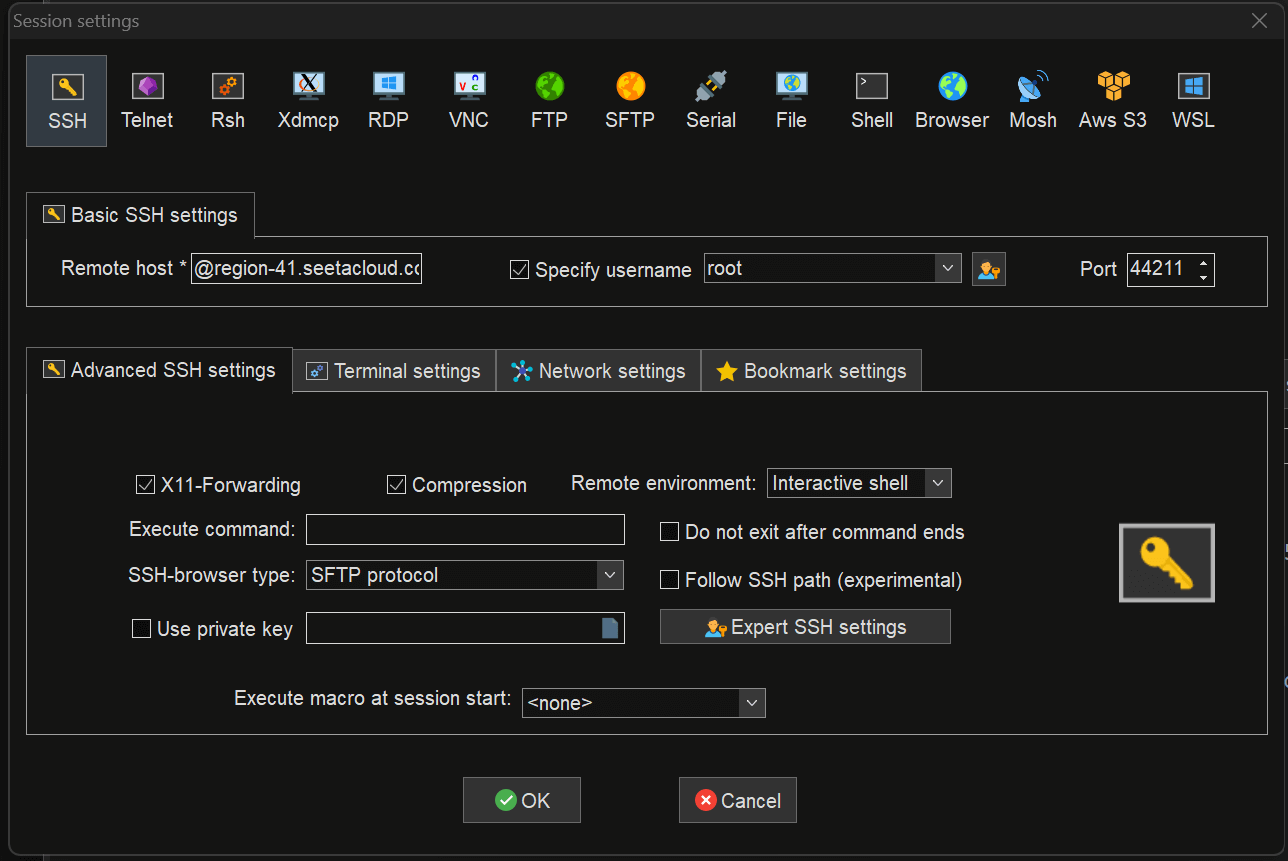 Session settings
SSH Telnet Rsh Xdmcp RDP VNC FTP SFTP Serial File Shell Browser Mosh Aws S3 WSL
Basic SSH settings
Remote host * @region-41.seetacloud.cc Specify username root Port 44211
Advanced SSH settings Terminal settings Network settings Bookmark settings
X11-Forwarding Compression Remote environment: Interactive shell
Execute command: Do not exit after command ends
SSH-browser type: SFTP protocol Follow SSH path (experimental)
Use private key Expert SSH settings
Execute macro at session start: <none>
OK Cancel